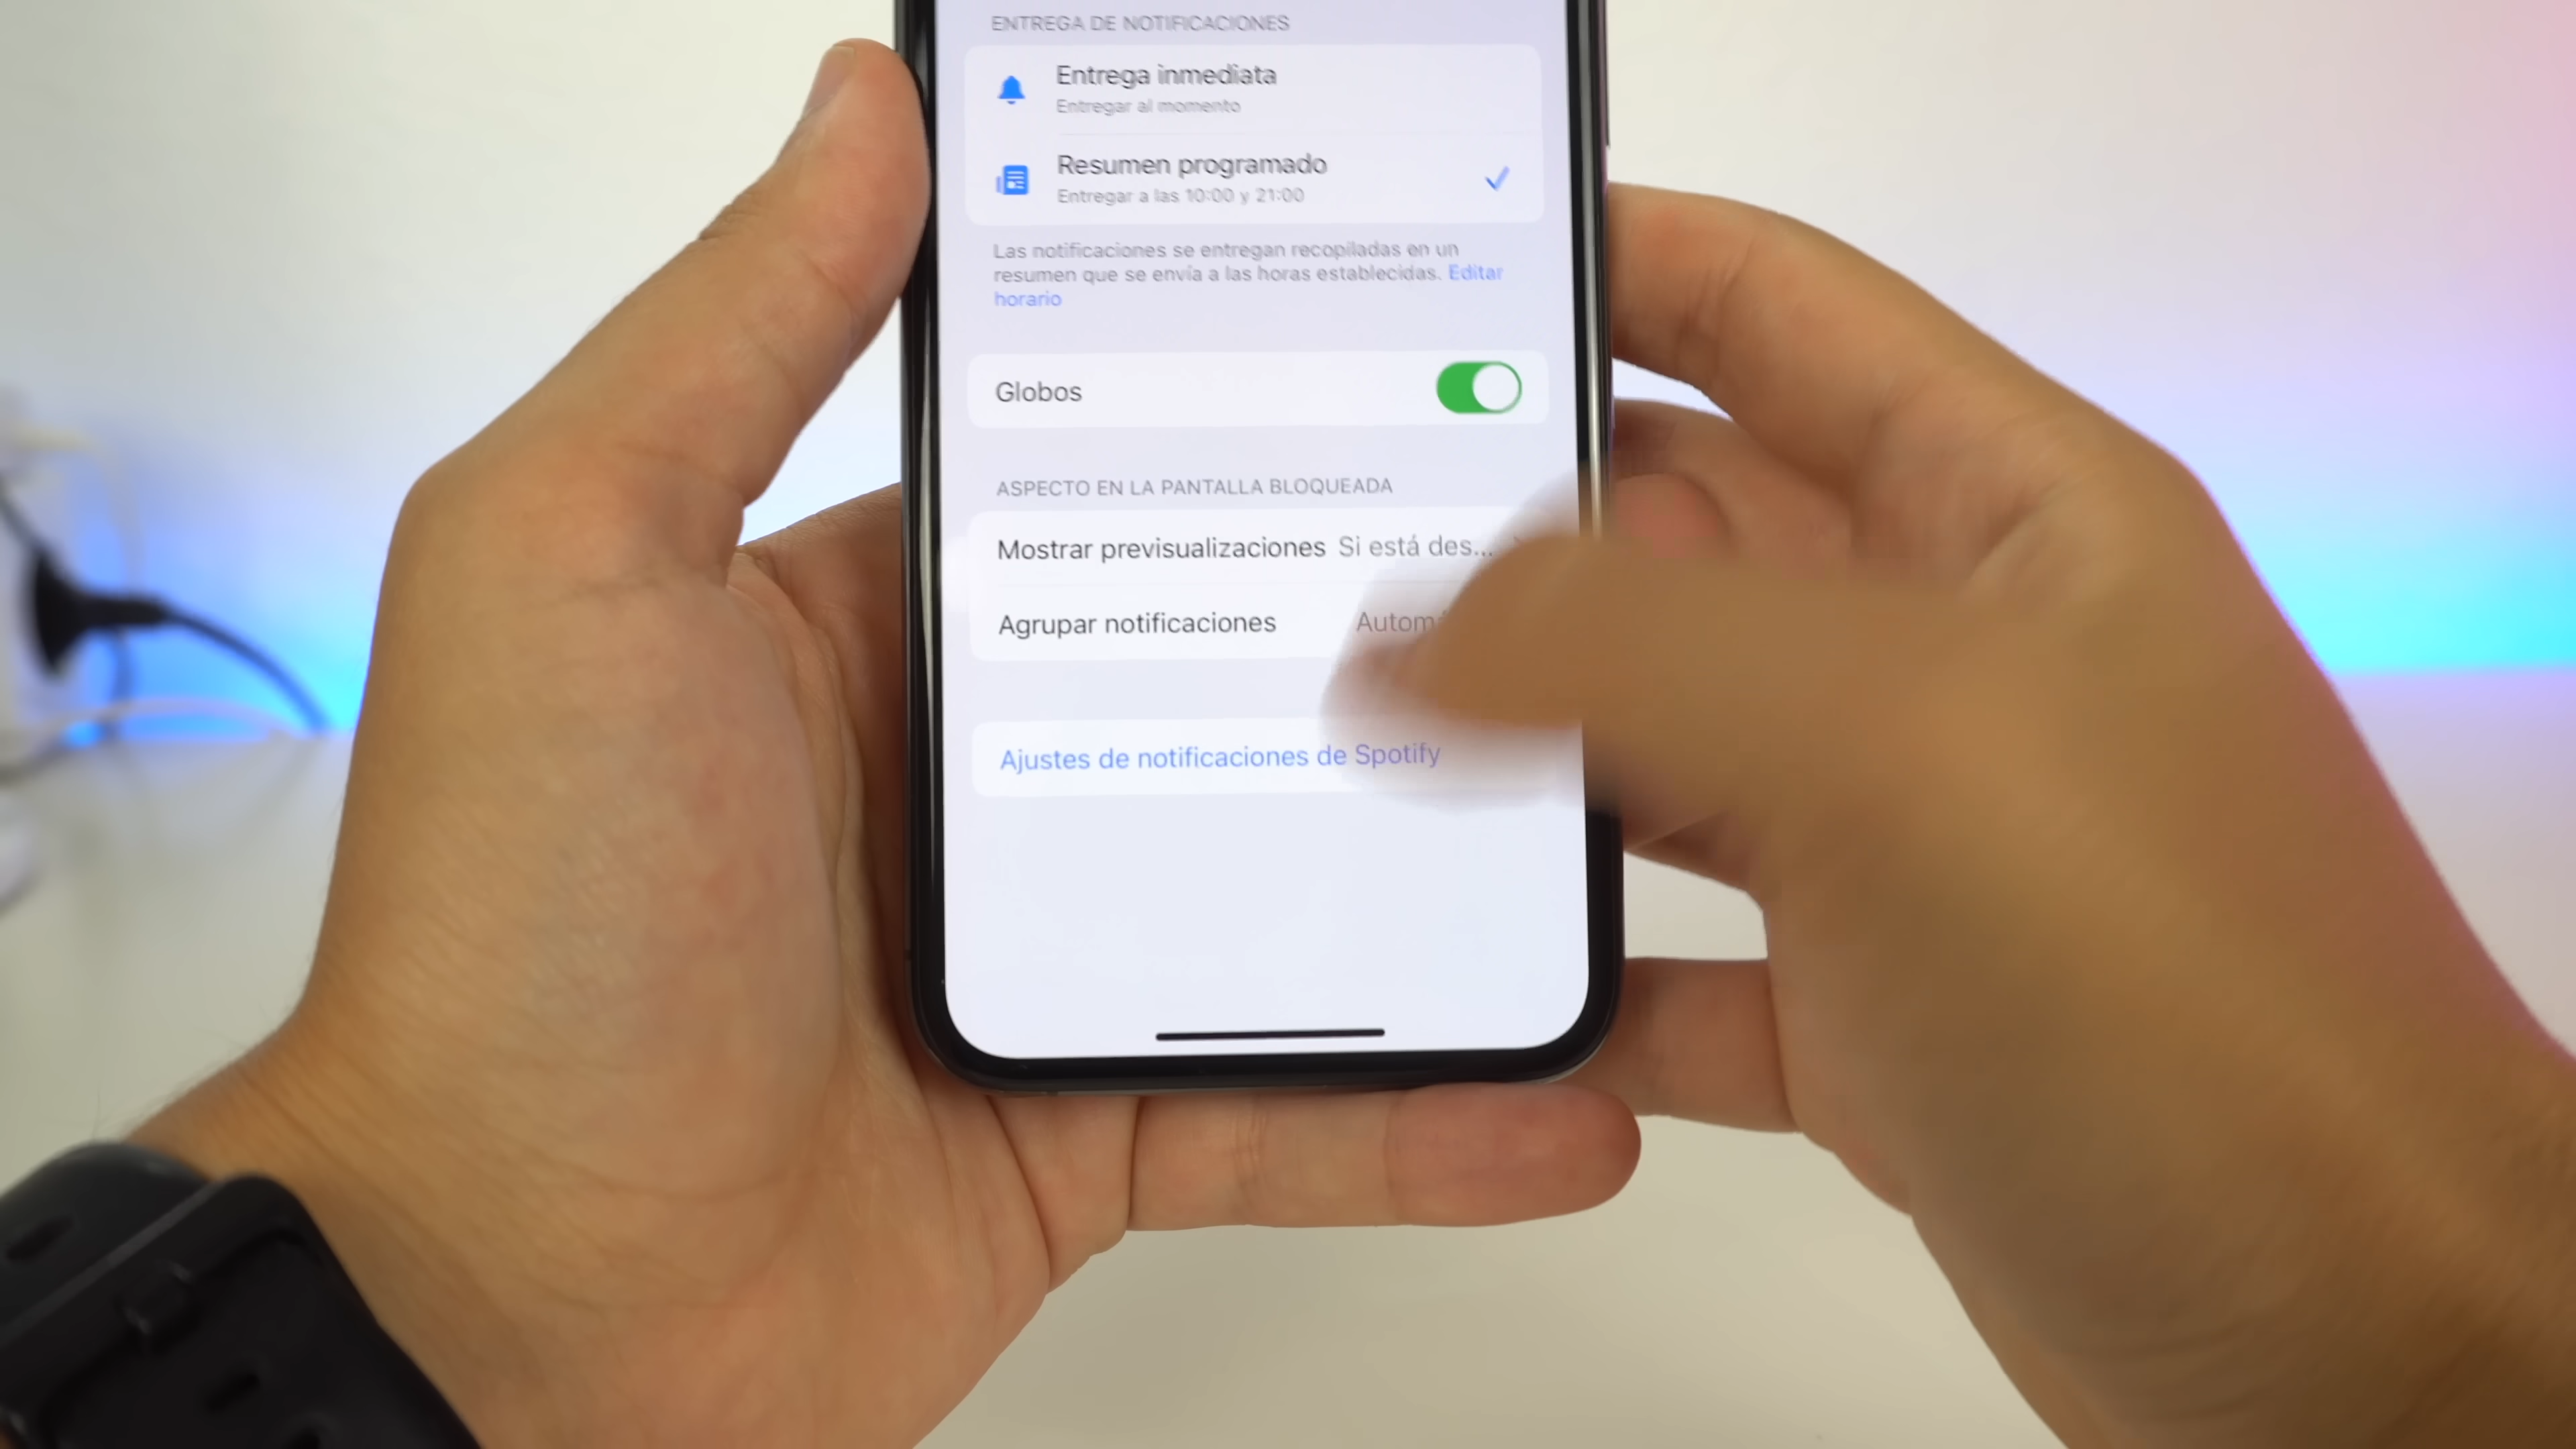 ENTREGA DE NOTIFICACIONES
Entrega inmediata
Entregar al momento
Resumen programado
Entregar a las 10:00 y 21:00
Las notificaciones se entregan recopiladas en un
resumen que se envía a las horas establecidas. Editar
horario
Globos
ASPECTO EN LA PANTALLA BLOQUEADA
Mostrar previsualizaciones Si está des...
Agrupar notificaciones
Ajustes de notificaciones de Spotify